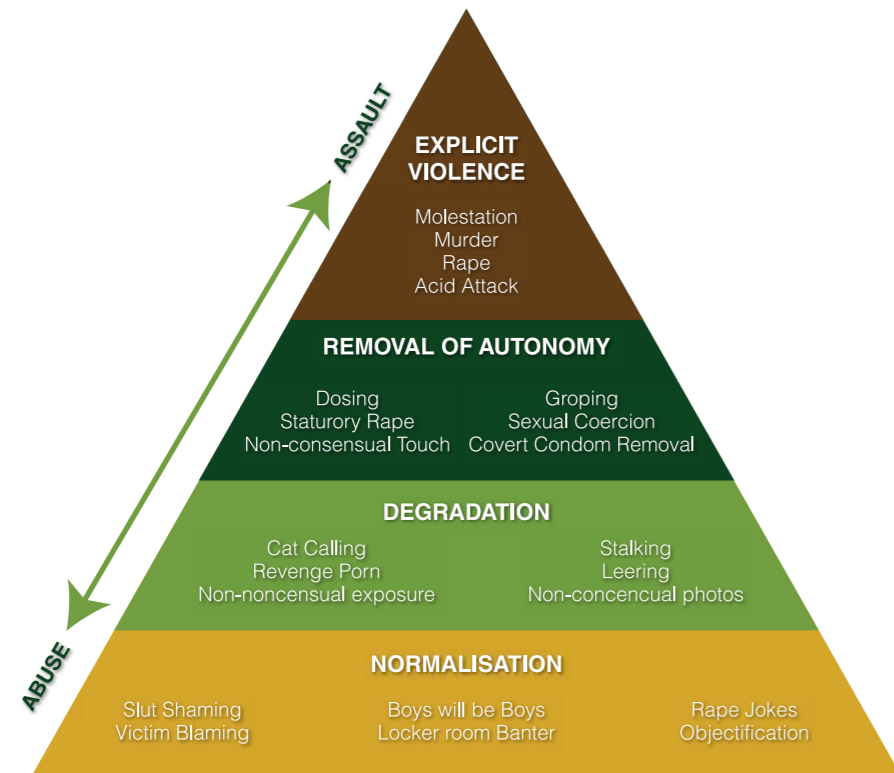 ASSAULT
EXPLICIT
VIOLENCE
Molestation
Murder
Rape
Acid Attack
REMOVAL OF AUTONOMY
Dosing
Staturory Rape
Non-consensual Touch
Groping
Sexual Coercion
Covert Condom Removal
DEGRADATION
Cat Calling
Revenge Porn
Non-noncensual exposure
Stalking
Leering
Non-concencual photos
ABUSE
NORMALISATION
Slut Shaming
Victim Blaming
Boys will be Boys
Locker room Banter
Rape Jokes
Objectification